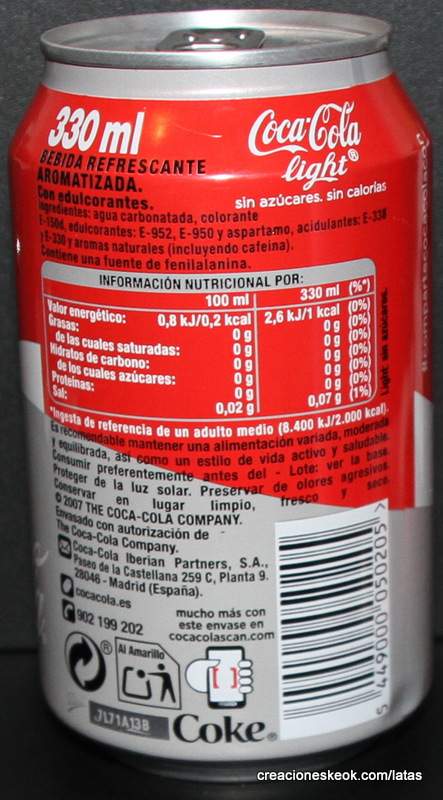 330 ml
Coca-Cola
light®
BEBIDA REFRESCANTE
AROMATIZADA.
Con edulcorantes.
sin azúcares. sin calorías
Ingredientes: agua carbonatada, colorante
E-150d, edulcorantes: E-952, E-950 y aspartamo, acidulantes: E-338
y E-330 y aromas naturales (incluyendo cafeína).
Contiene una fuente de fenilalanina.
INFORMACIÓN NUTRICIONAL POR:
100 ml 330 ml (%*)
Valor energético: 0,8 kJ/0,2 kcal 2,6 kJ/1 kcal (0%)
Grasas: 0 g 0 g (0%)
de las cuales saturadas: 0 g 0 g (0%)
Hidratos de carbono: 0 g 0 g (0%)
de los cuales azúcares: 0 g 0 g (0%)
Proteínas: 0 g 0 g (0%)
Sal: 0,02 g 0,07 g (1%)
Light: sin azúcares.
*Ingesta de referencia de un adulto medio (8.400 kJ/2.000 kcal).
Es recomendable mantener una alimentación variada, moderada
y equilibrada, así como un estilo de vida activo y saludable.
Consumir preferentemente antes del - Lote: ver la base.
Proteger de la luz solar. Preservar de olores agresivos.
Conservar en lugar limpio, fresco y seco.
© 2007 THE COCA-COLA COMPANY.
Envasado con autorización de
The Coca-Cola Company.
Coca-Cola Iberian Partners, S.A.,
Paseo de la Castellana 259 C, Planta 9.
28046 - Madrid (España).
cocacola.es
902 199 202
mucho más con
este envase en
cocacolascan.com
®
Al Amarillo
JL71A13B
Coke®
5 449000 050205 >
creacioneskeok.com/latas